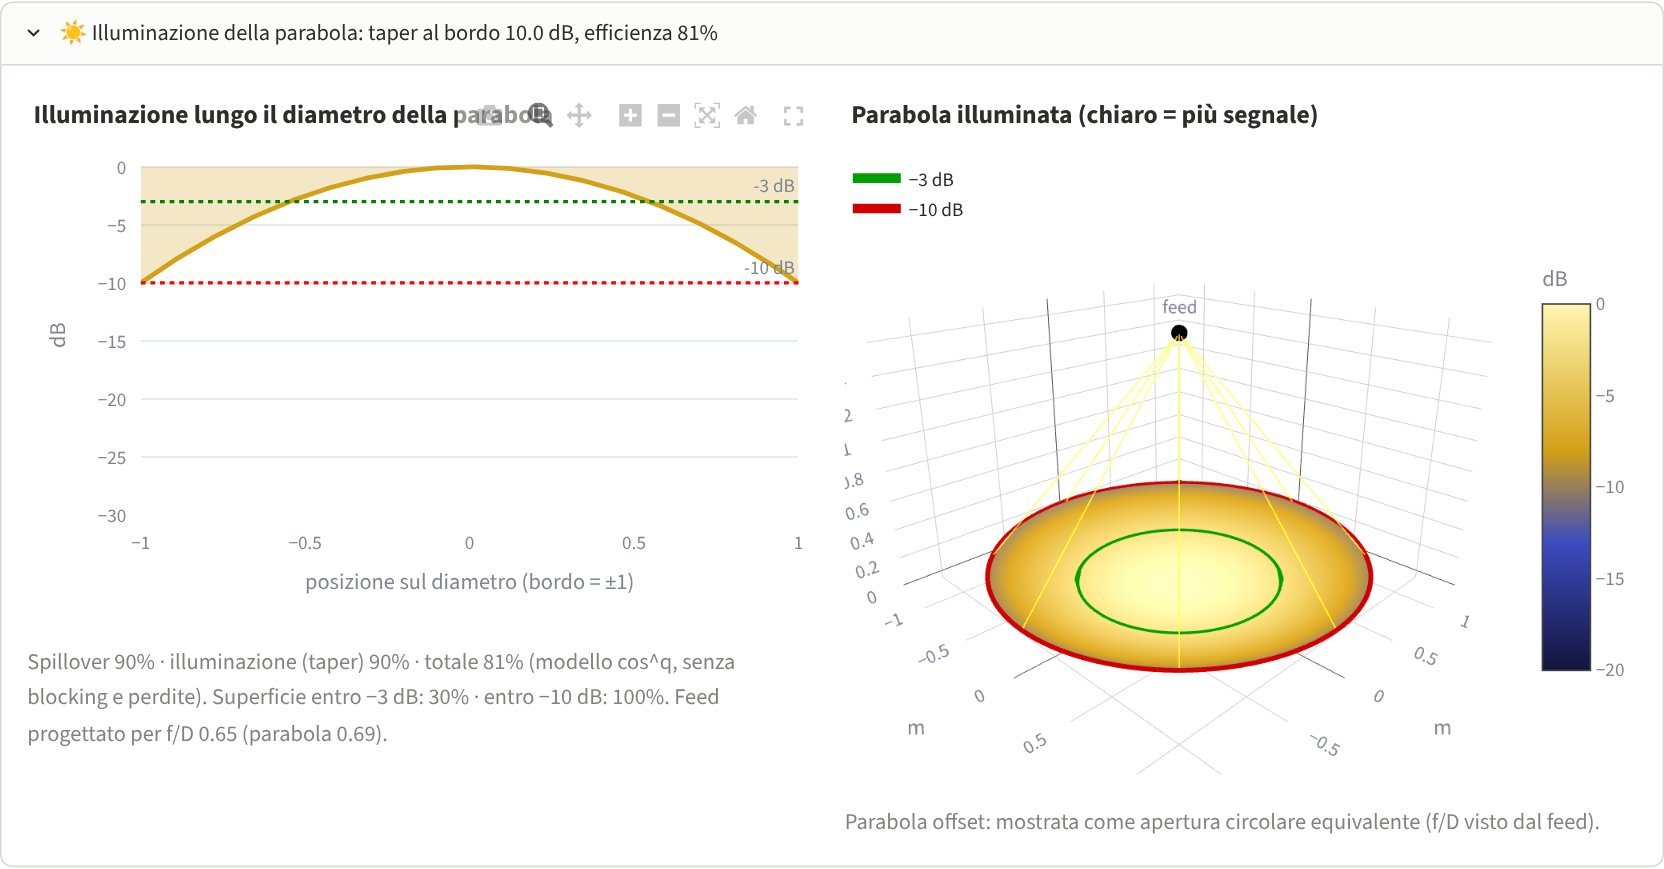 ☀️ Illuminazione della parabola: taper al bordo 10.0 dB, efficienza 81%
Illuminazione lungo il diametro della parabola
0
-3 dB
−5
-10 dB
−10
dB
−15
−20
−25
−30
−1
−0.5
0
0.5
1
posizione sul diametro (bordo = ±1)
Spillover 90% · illuminazione (taper) 90% · totale 81% (modello cos^q, senza
blocking e perdite). Superficie entro −3 dB: 30% · entro −10 dB: 100%. Feed
progettato per f/D 0.65 (parabola 0.69).
Parabola illuminata (chiaro = più segnale)
−3 dB
−10 dB
feed
0.6
0.4
0.2
0
−1
−0.5
0
0.5
m
1
0.5
0
−0.5
m
dB
0
−5
−10
−15
−20
Parabola offset: mostrata come apertura circolare equivalente (f/D visto dal feed).